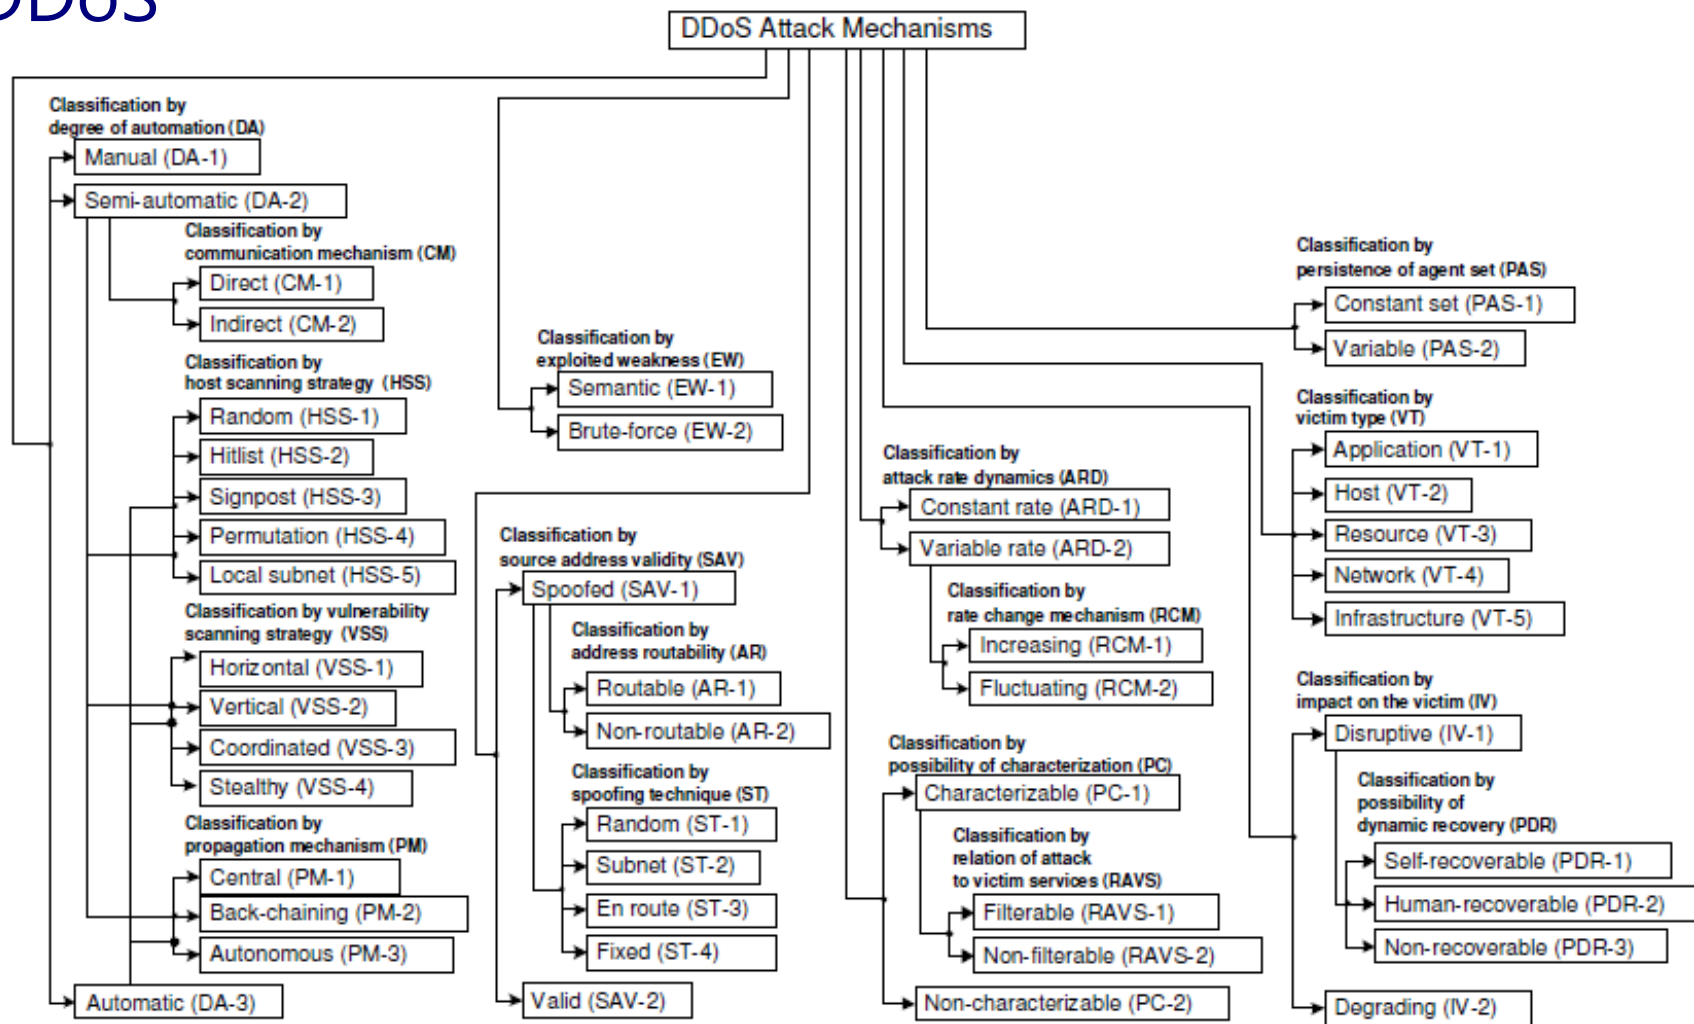 DDoS
DDoS Attack Mechanisms
Classification by
degree of automation (DA)
Manual (DA-1)
Semi-automatic (DA-2)
Classification by
communication mechanism (CM)
Direct (CM-1)
Indirect (CM-2)
Classification by
host scanning strategy (HSS)
Random (HSS-1)
Hitlist (HSS-2)
Signpost (HSS-3)
Permutation (HSS-4)
Local subnet (HSS-5)
Classification by vulnerability
scanning strategy (VSS)
Horizontal (VSS-1)
Vertical (VSS-2)
Coordinated (VSS-3)
Stealthy (VSS-4)
Classification by
propagation mechanism (PM)
Central (PM-1)
Back-chaining (PM-2)
Autonomous (PM-3)
Automatic (DA-3)
Classification by
exploited weakness (EW)
Semantic (EW-1)
Brute-force (EW-2)
Classification by
source address validity (SAV)
Spoofed (SAV-1)
Classification by
address routability (AR)
Routable (AR-1)
Non-routable (AR-2)
Classification by
spoofing technique (ST)
Random (ST-1)
Subnet (ST-2)
En route (ST-3)
Fixed (ST-4)
Valid (SAV-2)
Classification by
attack rate dynamics (ARD)
Constant rate (ARD-1)
Variable rate (ARD-2)
Classification by
rate change mechanism (RCM)
Increasing (RCM-1)
Fluctuating (RCM-2)
Classification by
possibility of characterization (PC)
Characterizable (PC-1)
Classification by
relation of attack
to victim services (RAVS)
Filterable (RAVS-1)
Non-filterable (RAVS-2)
Non-characterizable (PC-2)
Classification by
persistence of agent set (PAS)
Constant set (PAS-1)
Variable (PAS-2)
Classification by
victim type (VT)
Application (VT-1)
Host (VT-2)
Resource (VT-3)
Network (VT-4)
Infrastructure (VT-5)
Classification by
impact on the victim (IV)
Disruptive (IV-1)
Classification by
possibility of
dynamic recovery (PDR)
Self-recoverable (PDR-1)
Human-recoverable (PDR-2)
Non-recoverable (PDR-3)
Degrading (IV-2)